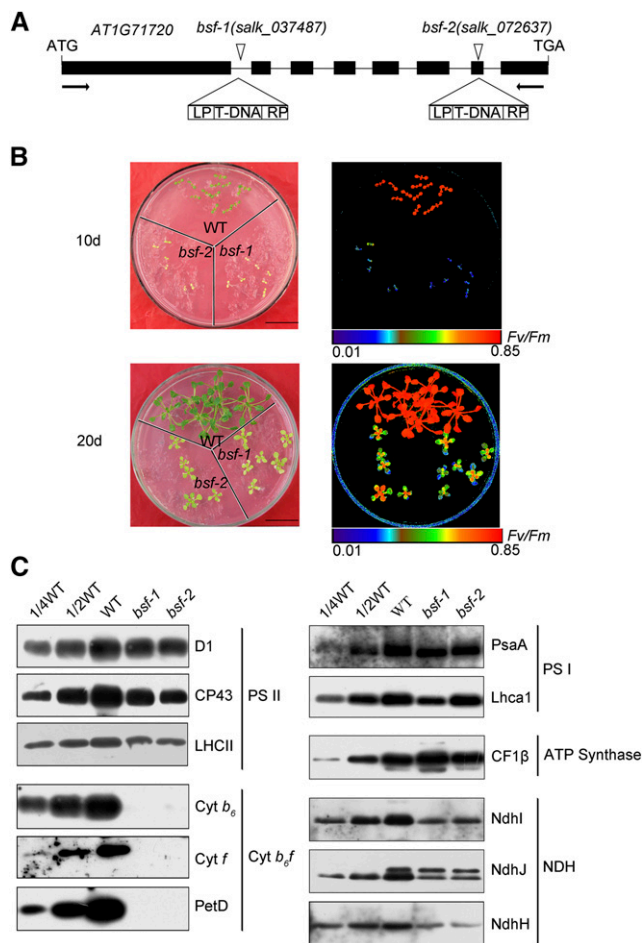 A
AT1G71720
bsf-1(salk_037487)
bsf-2(salk_072637)
ATG
TGA
LP T-DNA RP
LP T-DNA RP
B
10d
WT
bsf-2
bsf-1
Fv/Fm
0.01
0.85
20d
WT
bsf-1
bsf-2
Fv/Fm
0.01
0.85
C
1/4WT 1/2WT WT bsf-1 bsf-2
D1
CP43
LHCII
PS II
Cyt b6
Cyt f
PetD
Cyt b6f
1/4WT 1/2WT WT bsf-1 bsf-2
PsaA
Lhca1
PS I
CF1β
ATP Synthase
NdhI
NdhJ
NdhH
NDH